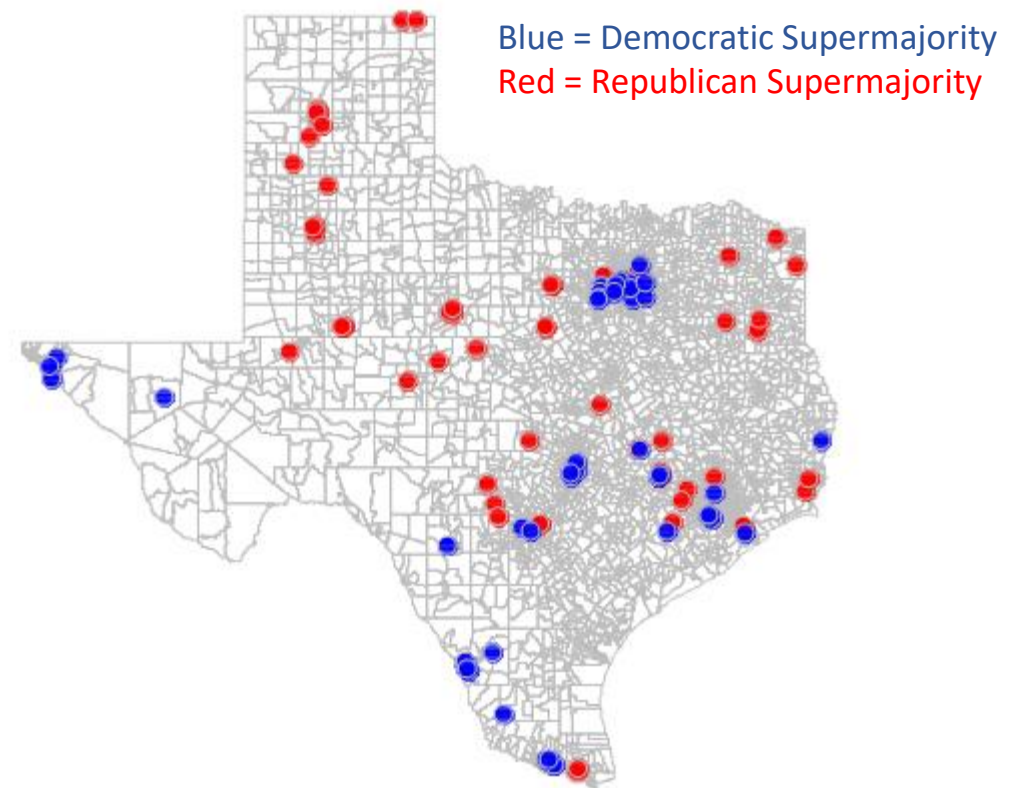 Blue = Democratic Supermajority
Red = Republican Supermajority